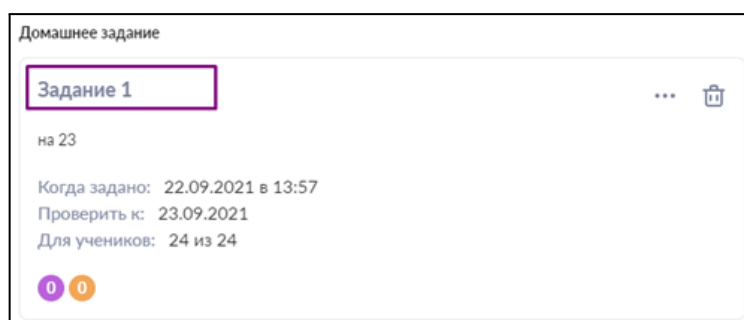 Домашнее задание
Задание 1
на 23
Когда задано: 22.09.2021 в 13:57
Проверить к: 23.09.2021
Для учеников: 24 из 24
0 0